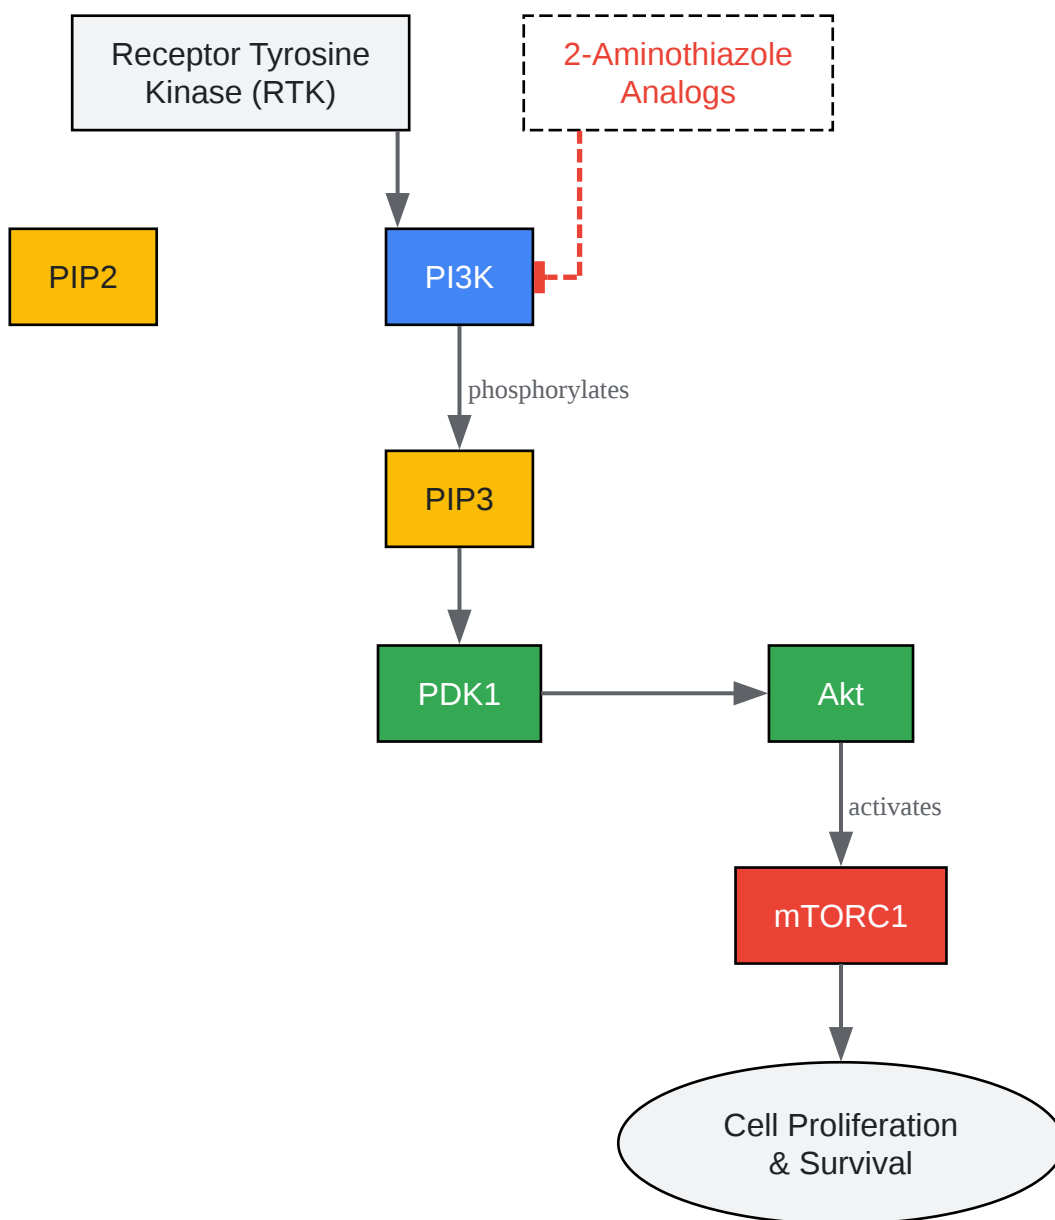 Receptor Tyrosine
Kinase (RTK)
2-Aminothiazole
Analogs
PIP2
PI3K
phosphorylates
PIP3
PDK1
Akt
activates
mTORC1
Cell Proliferation
& Survival